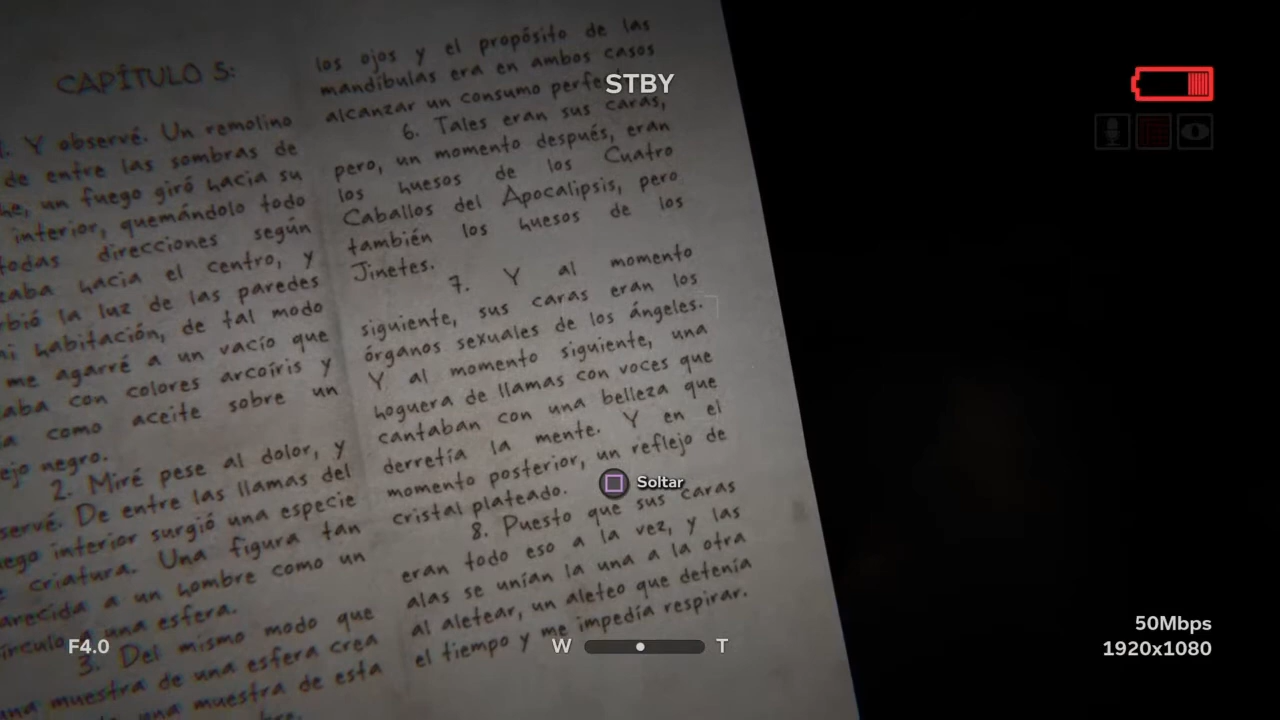 CAPÍTULO 5:
1. Y observé. Un remolino
de entre las sombras de
un fuego giró hacia su
interior, quemándolo todo
todas direcciones según
hacia el centro, y
la luz de las paredes
habitación, de tal modo
me agarré a un vacío que
con colores arcoíris y
como aceite sobre un
negro.
2. Miré pese al dolor, y
De entre las llamas del
interior surgió una especie
criatura. Una figura tan
a un hombre como un
una esfera.
3. Del mismo modo que
muestra de una esfera crea
una muestra de esta
los ojos y el propósito de las
mandíbulas era en ambos casos
alcanzar un consumo
6. Tales eran sus caras,
pero, un momento después, eran
los huesos de los Cuatro
Caballos del Apocalipsis, pero
también los huesos de los
Jinetes.
7. Y al momento
siguiente, sus caras eran los
órganos sexuales de los ángeles.
Y al momento siguiente, una
hoguera de llamas con voces que
cantaban con una belleza que
derretía la mente. Y en el
momento posterior, un reflejo de
cristal plateado.
8. Puesto que sus caras
eran todo eso a la vez, y las
alas se unían la una a la otra
al aletear, un aleteo que detenía
el tiempo y me impedía respirar.
STBY
Soltar
F4.0
W T
50Mbps
1920x1080